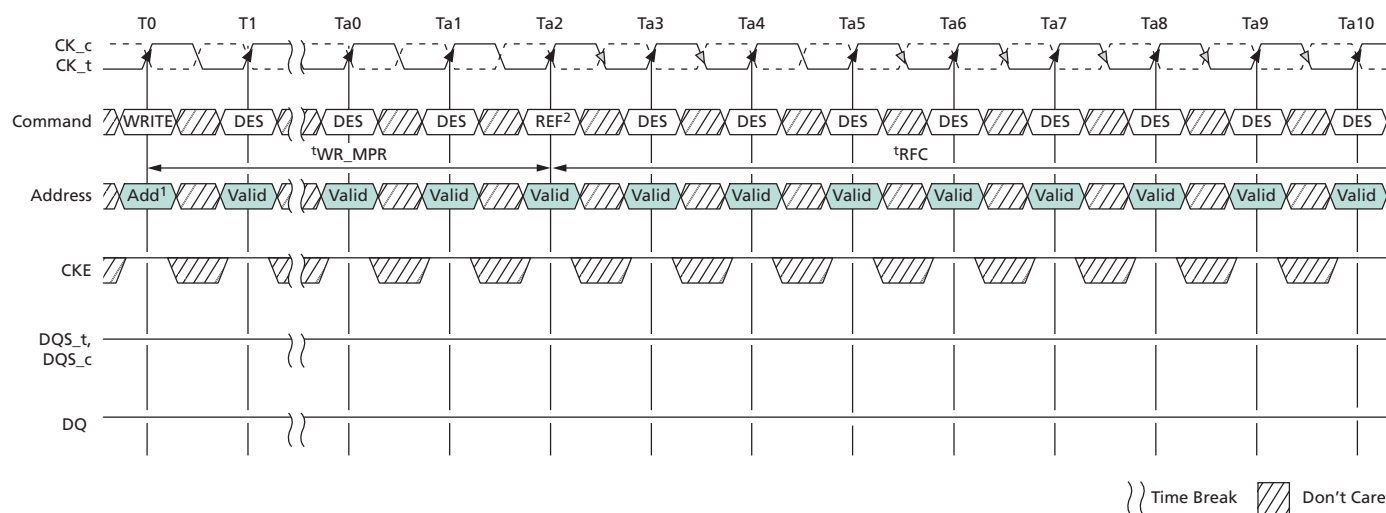 T0 T1 Ta0 Ta1 Ta2 Ta3 Ta4 Ta5 Ta6 Ta7 Ta8 Ta9 Ta10
CK_c
CK_t
Command WRITE DES DES DES REF2 DES DES DES DES DES DES DES DES
tWR_MPR tRFC
Address Add1 Valid Valid Valid Valid Valid Valid Valid Valid Valid Valid Valid Valid
CKE
DQS_t,
DQS_c
DQ
Time Break Don't Care